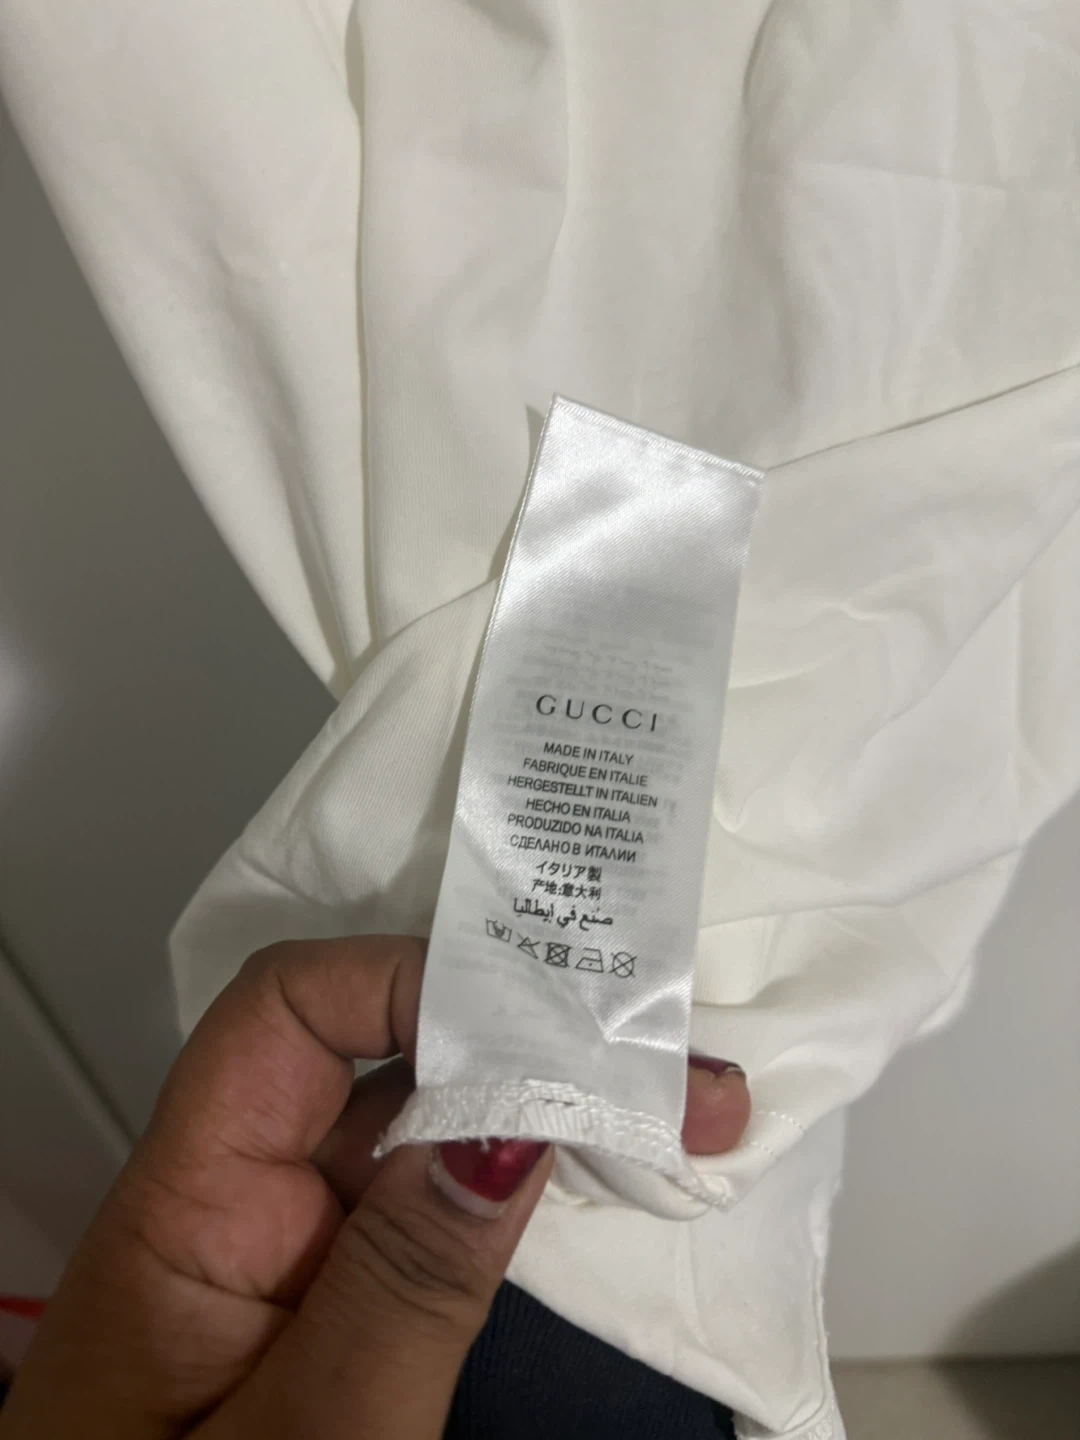 GUCCI
MADE IN ITALY
FABRIQUE EN ITALIE
HERGESTELLT IN ITALIEN
HECHO EN ITALIA
PRODUZIDO NA ITALIA
СДЕЛАНО В ИТАЛИИ
イタリア製
产地:意大利
صنع في إيطاليا